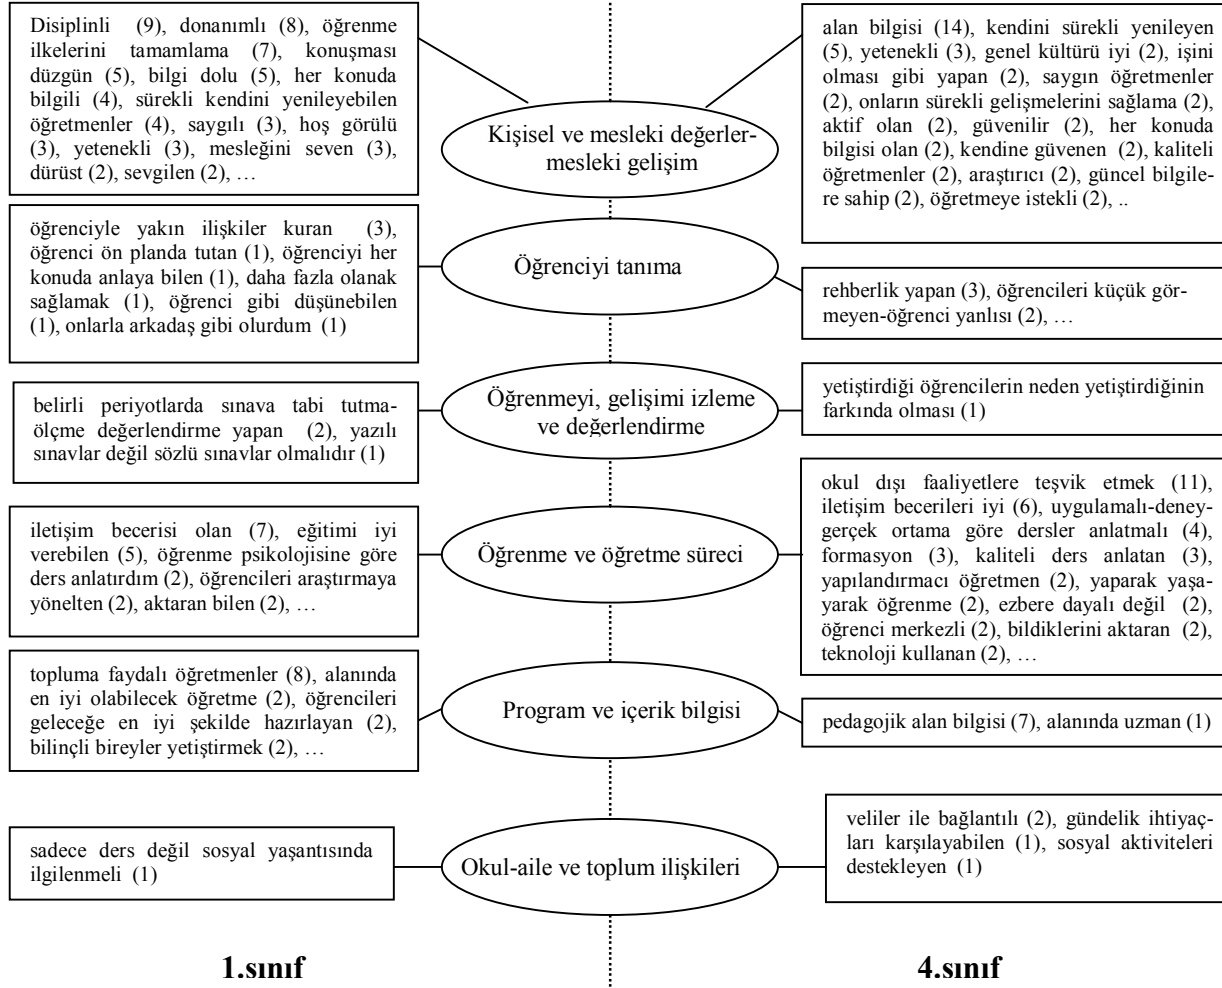 Disiplinli (9), donanımlı (8), öğrenme
ilkelerini tamamlama (7), konuşması
düzgün (5), bilgi dolu (5), her konuda
bilgili (4), sürekli kendini yenileyebilen
öğretmenler (4), saygılı (3), hoş görülü
(3), yetenekli (3), mesleğini seven (3),
dürüst (2), sevgilen (2), …
Kişisel ve mesleki değerler-
mesleki gelişim
alan bilgisi (14), kendini sürekli yenileyen
(5), yetenekli (3), genel kültürü iyi (2), işini
olması gibi yapan (2), saygın öğretmenler
(2), onların sürekli gelişmelerini sağlama (2),
aktif olan (2), güvenilir (2), her konuda
bilgisi olan (2), kendine güvenen (2), kaliteli
öğretmenler (2), araştırıcı (2), güncel bilgile-
re sahip (2), öğretmeye istekli (2), ..
öğrenciyle yakın ilişkiler kuran (3),
öğrenci ön planda tutan (1), öğrenciyi her
konuda anlaya bilen (1), daha fazla olanak
sağlamak (1), öğrenci gibi düşünebilen
(1), onlarla arkadaş gibi olurdum (1)
Öğrenciyi tanıma
rehberlik yapan (3), öğrencileri küçük gör-
meyen-öğrenci yanlısı (2), …
belirli periyotlarda sınava tabi tutma-
ölçme değerlendirme yapan (2), yazılı
sınavlar değil sözlü sınavlar olmalıdır (1)
Öğrenmeyi, gelişimi izleme
ve değerlendirme
yetiştirdiği öğrencilerin neden yetiştirdiğinin
farkında olması (1)
iletişim becerisi olan (7), eğitimi iyi
verebilen (5), öğrenme psikolojisine göre
ders anlatırdım (2), öğrencileri araştırmaya
yönelten (2), aktaran bilen (2), …
Öğrenme ve öğretme süreci
okul dışı faaliyetlere teşvik etmek (11),
iletişim becerileri iyi (6), uygulamalı-deney-
gerçek ortama göre dersler anlatmalı (4),
formasyon (3), kaliteli ders anlatan (3),
yapılandırmacı öğretmen (2), yaparak yaşa-
yarak öğrenme (2), ezbere dayalı değil (2),
öğrenci merkezli (2), bildiklerini aktaran (2),
teknoloji kullanan (2), …
topluma faydalı öğretmenler (8), alanında
en iyi olabilecek öğretme (2), öğrencileri
geleceğe en iyi şekilde hazırlayan (2),
bilinçli bireyler yetiştirmek (2), …
Program ve içerik bilgisi
pedagojik alan bilgisi (7), alanında uzman (1)
sadece ders değil sosyal yaşantısında
ilgilenmeli (1)
Okul-aile ve toplum ilişkileri
veliler ile bağlantılı (2), gündelik ihtiyaç-
ları karşılayabilen (1), sosyal aktiviteleri
destekleyen (1)
1.sınıf
4.sınıf